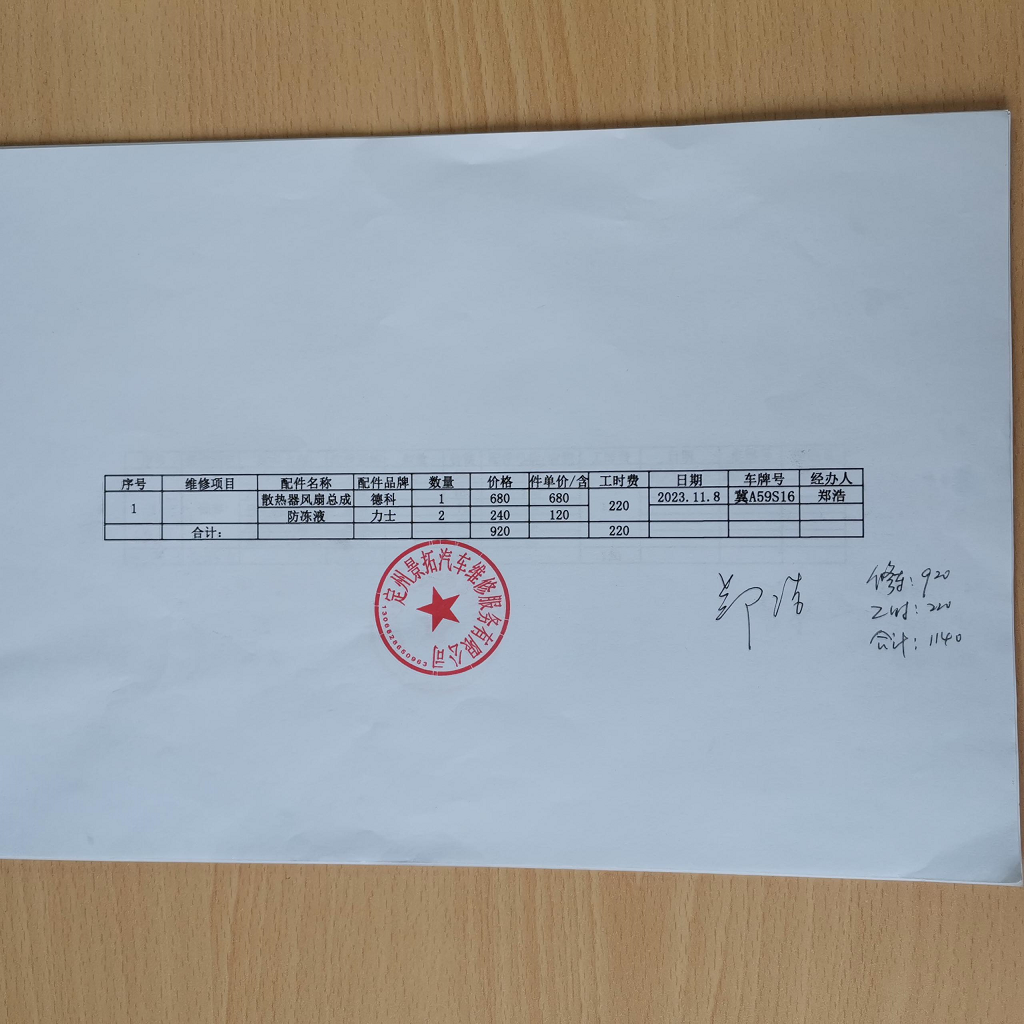 序号 维修项目 配件名称 配件品牌 数量 价格 件单价/含 工时费 日期 车牌号 经办人
1 散热器风扇总成 德科 1 680 680 220 2023.11.8 冀A59S16 郑浩
防冻液 力士 2 240 120
合计: 920 220
定州景拓汽车维修服务有限公司
郑浩
920
工时: 220
合计: 1140